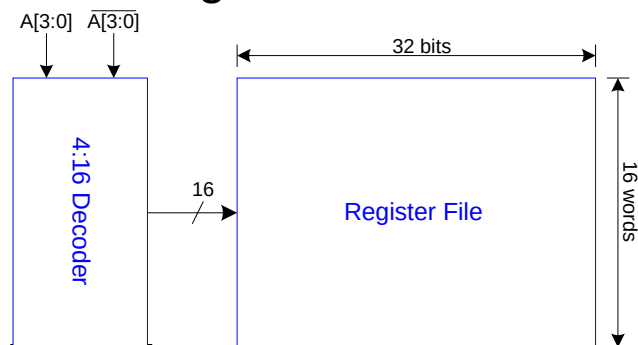 A[3:0] A[3:0]
32 bits
4:16 Decoder
16
Register File
16 words